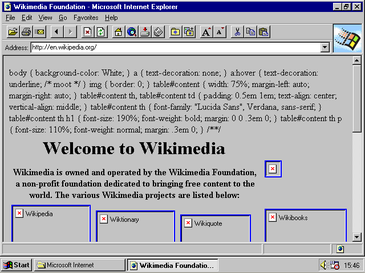 Wikimedia Foundation - Microsoft Internet Explorer
File Edit View Go Favorites Help
Address: http://en.wikipedia.org/
body { background-color: White; } a { text-decoration: none; } a:hover { text-decoration:
underline; /* moot */ } img { border: 0; } table#content { width: 75%; margin-left: auto;
margin-right: auto; } table#content th, table#content td { padding: 0.5em 1em; text-align: center;
vertical-align: middle; } table#content th { font-family: "Lucida Sans", Verdana, sans-serif; }
table#content th h1 { font-size: 190%; font-weight: bold; margin: 0 0 .3em 0; } table#content th p
{ font-size: 110%; font-weight: normal; margin: .3em 0; } /**/
Welcome to Wikimedia
Wikimedia is owned and operated by the Wikimedia Foundation,
a non-profit foundation dedicated to bringing free content to the
world. The various Wikimedia projects are listed below:
Wikipedia
Wiktionary
Wikiquote
Wikibooks
Start
Microsoft Internet
Wikimedia Foundatio...
15:46